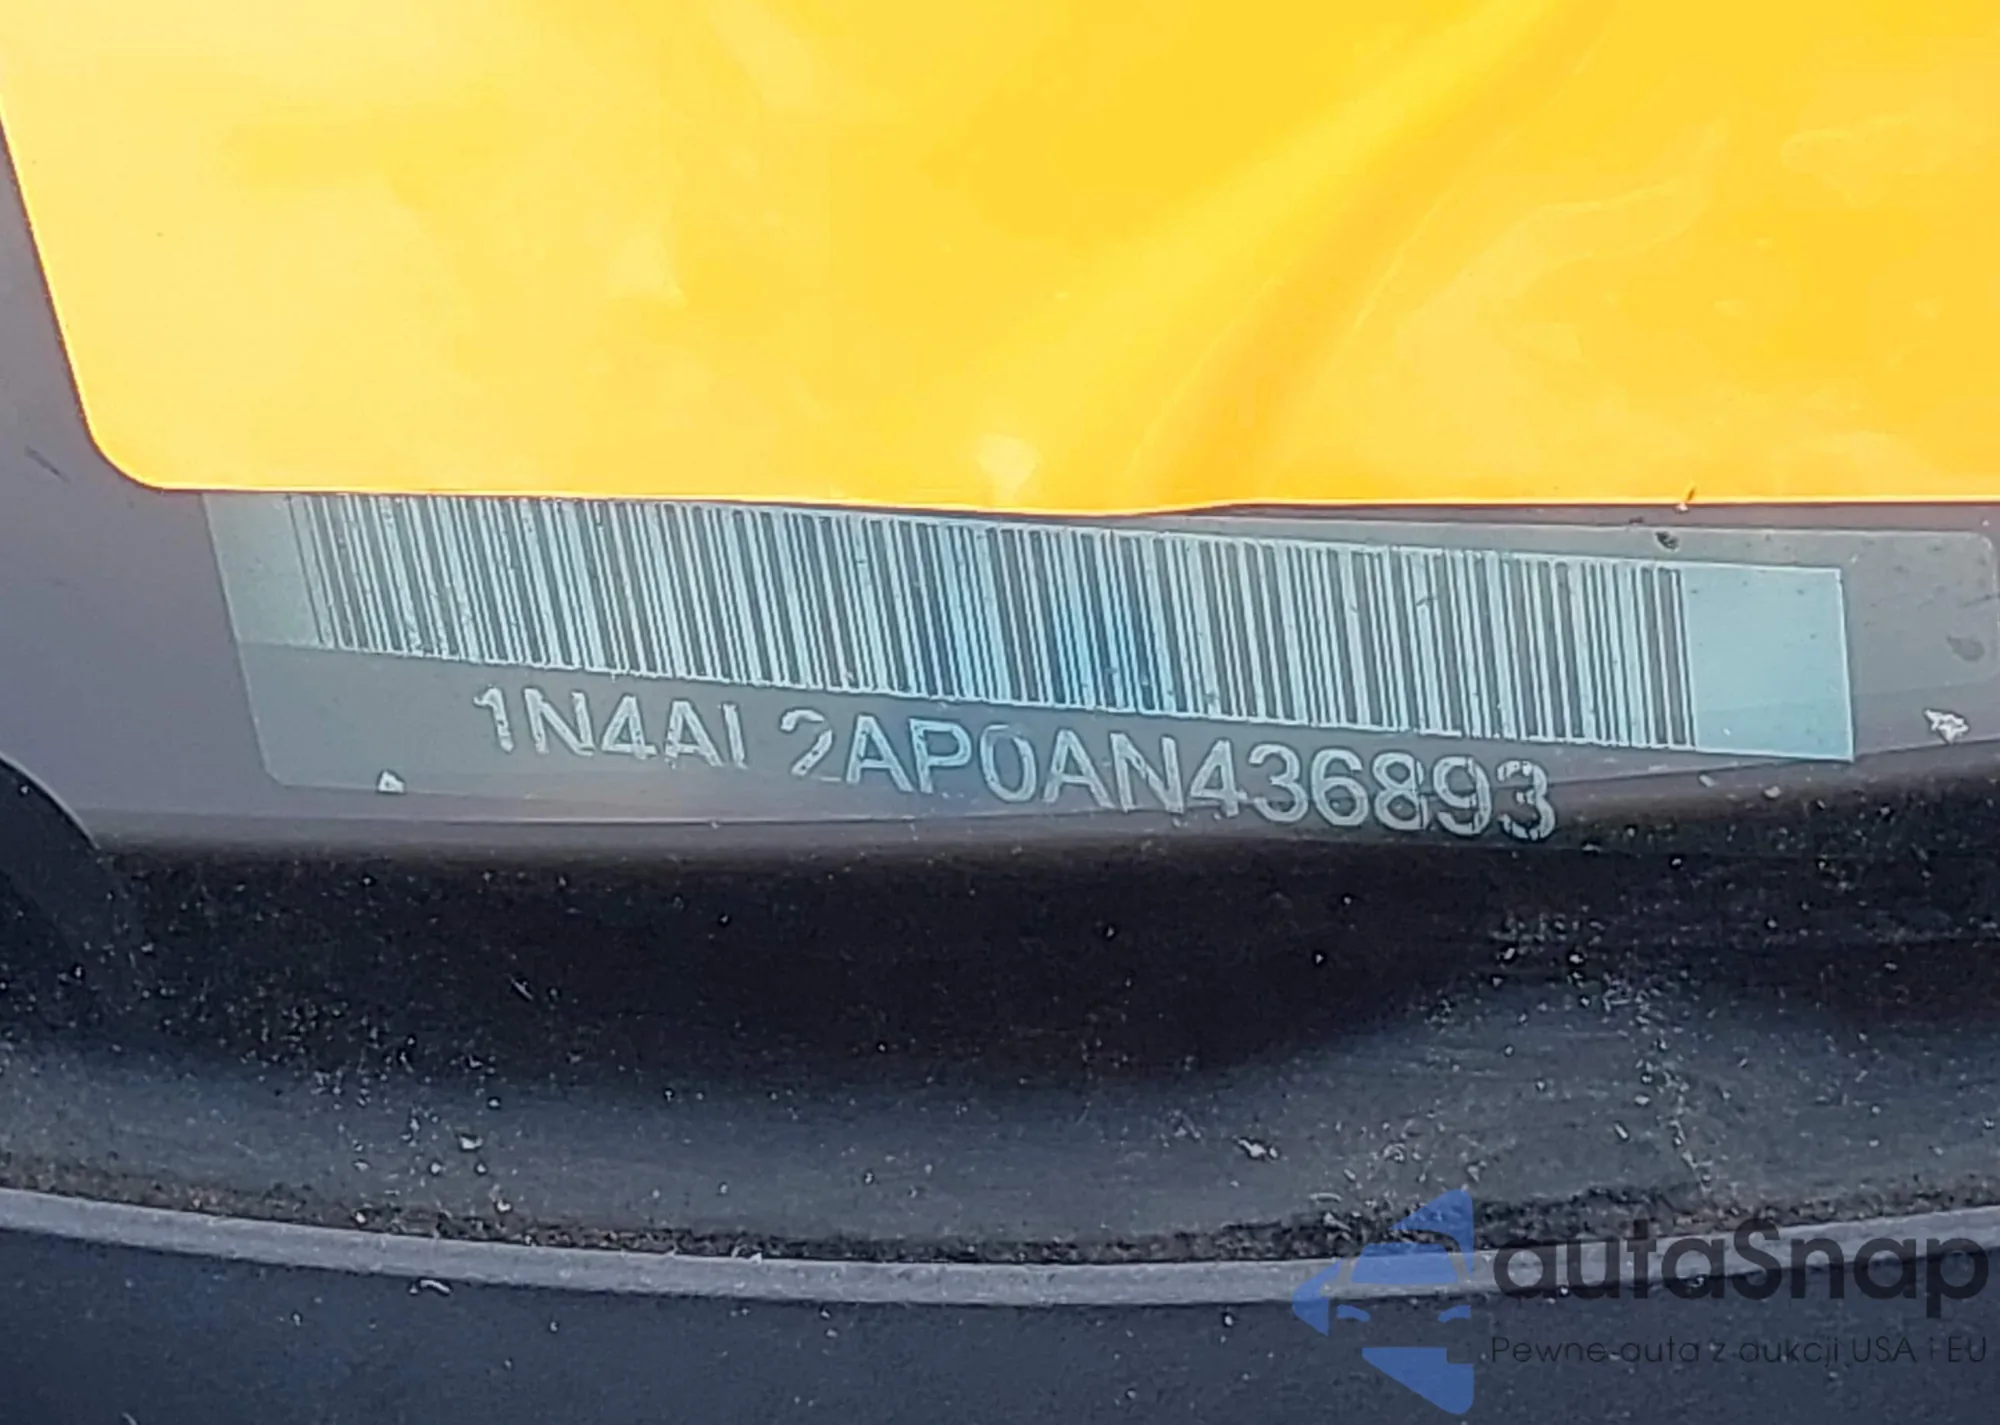 1N4AL2AP0AN436893
autaSnap
Pewne auta z aukcji USA i EU